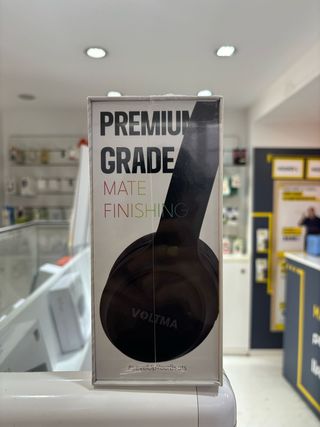 PREMIUM
GRADE
MATE
FINISHING
VOLTMA